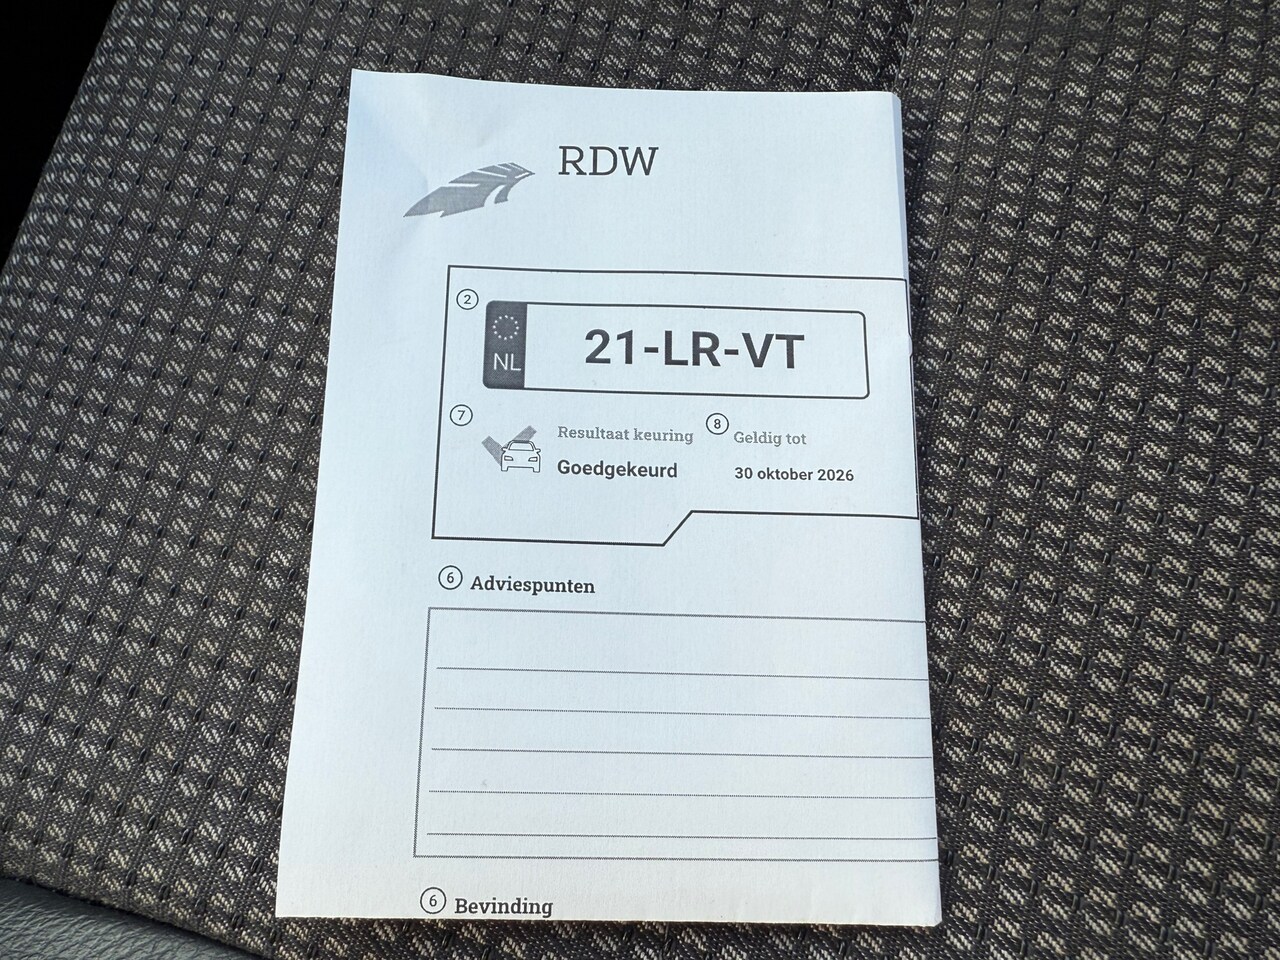 RDW
2
NL
21-LR-VT
7
Resultaat keuring
8
Geldig tot
Goedgekeurd
30 oktober 2026
6 Adviespunten
6 Bevinding